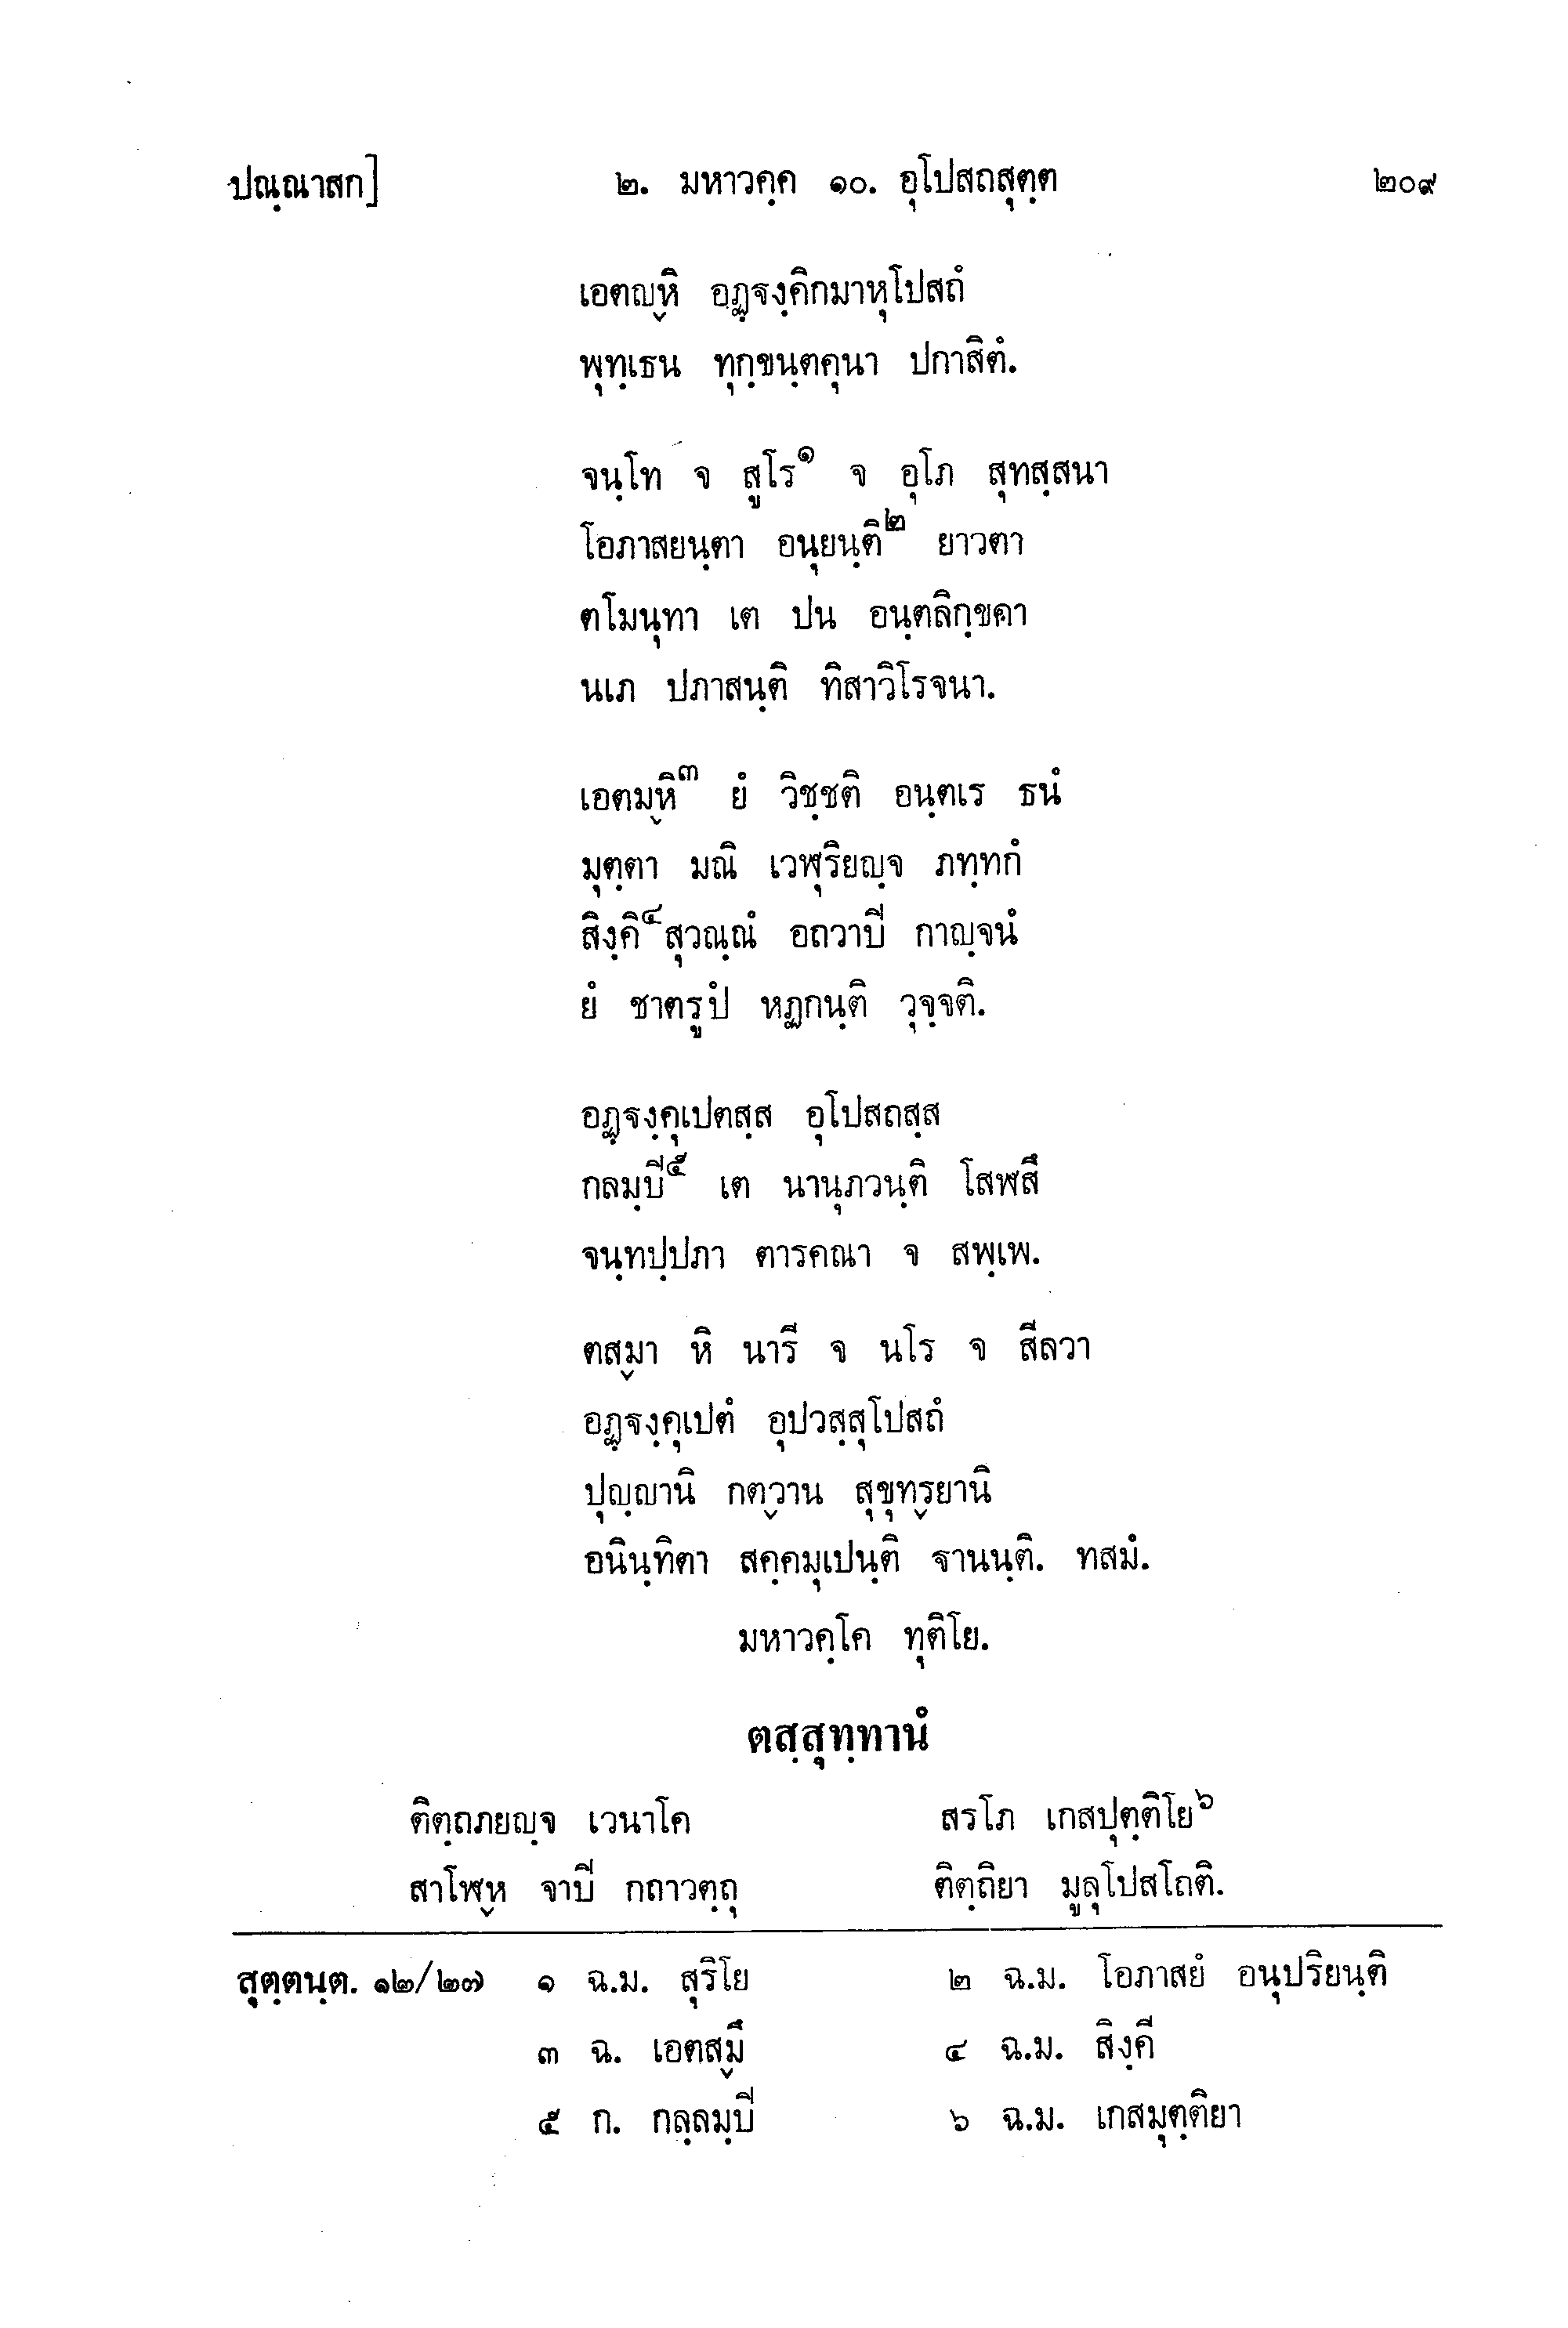 ปณฺณาสก]	๒. มหาวคฺค ๑๐. อุโปสถสุตฺต	๒๐๙
เอตญฺหิ อฏฺฐงฺคิกมาหุโปสถํ
พุทฺเธน ทุกฺขนฺตคุนา ปกาสิตํ.
จนฺโท จ สูโร๑ จ อุโภ สุทสฺสนา
โอภาสยนฺตา อนุยนฺติ๒ ยาวตา
ตโมนุทา เต ปน อนฺตลิกฺขคา
นเภ ปภาสนฺติ ทิสาวิโรจนา.
เอตมฺหิ๓ ยํ วิชฺชติ อนฺตเร ธนํ
มุตฺตา มณิ เวฬุริยญฺจ ภทฺทกํ
สิงฺคิ๔สุวณฺณํ อถวาปิ กาญฺจนํ
ยํ ชาตรูปํ หฏกนฺติ วุจฺจติ.
อฏฺฐงฺคุเปตสฺส อุโปสถสฺส
กลมฺปิ๕ เต นานุภวนฺติ โสฬสึ
จนฺทปฺปภา ตารคณา จ สพฺเพ.
ตสฺมา หิ นารี จ นโร จ สีลวา
อฏฺฐงฺคุเปตํ อุปวสฺสุโปสถํ
ปุญฺญานิ กตฺวาน สุขุทฺรยานิ
อนินฺทิตา สคฺคมุเปนฺติ ฐานนฺติ. ทสมํ.
มหาวคฺโค ทุติโย.
ตสฺสุทฺทานํ
ติตฺถภยญฺจ เวนาโค	สรโภ เกสปุตฺติโย๖
สาโฬฺห จาปิ กถาวตฺถุ	ติตฺถิยา มูลุโปสโถติ.
สุตฺตนฺต. ๑๒/๒๗	๑ ฉ.ม. สุริโย	๒ ฉ.ม. โอภาสยํ อนุปริยนฺติ
๓ ฉ. เอตสฺมึ	๔ ฉ.ม. สิงฺคี
๕ ก. กลฺลมฺปิ	๖ ฉ.ม. เกสมุตฺติยา